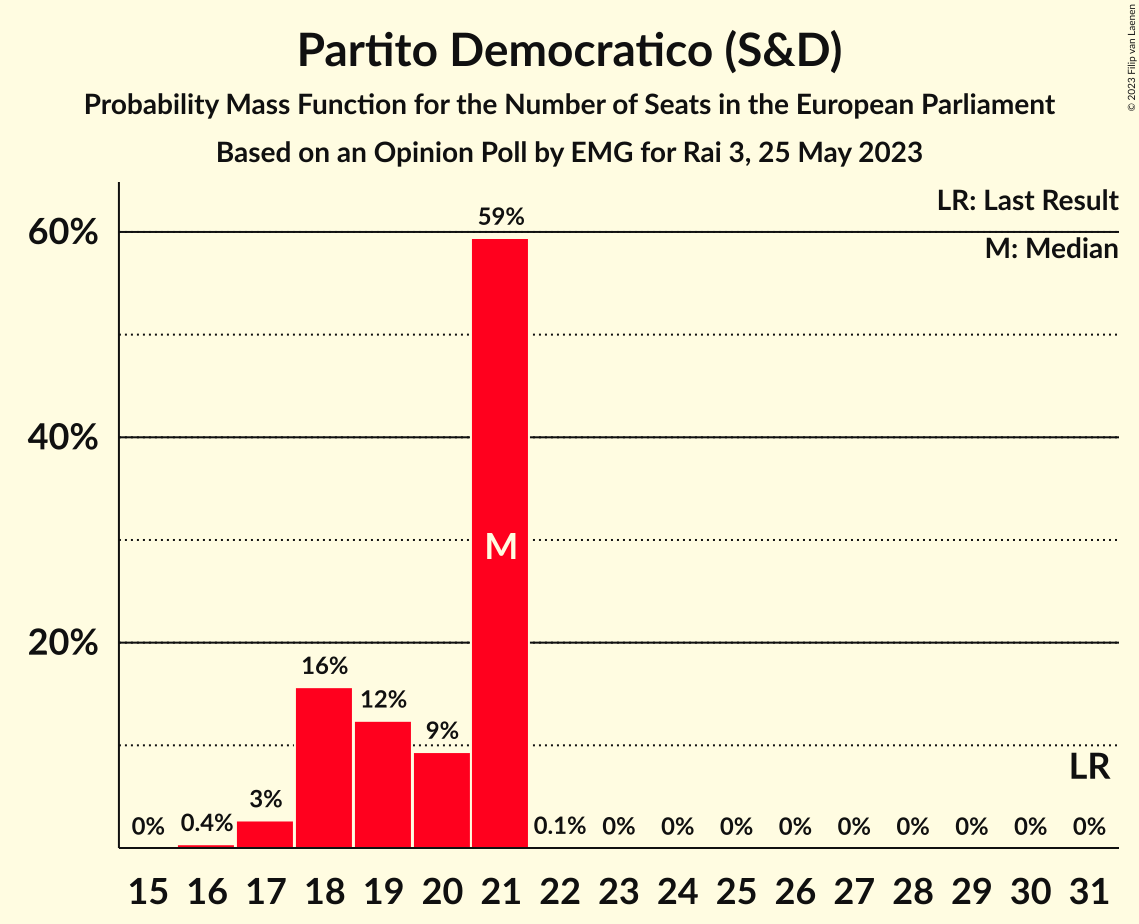 Partito Democratico (S&D)
Probability Mass Function for the Number of Seats in the European Parliament
Based on an Opinion Poll by EMG for Rai 3, 25 May 2023
© 2023 Filip van Laenen
LR: Last Result
M: Median
60%
40%
20%
0% 0.4% 3% 16% 12% 9% 59% 0.1% 0% 0% 0% 0% 0% 0% 0% 0% 0%
M
LR
15 16 17 18 19 20 21 22 23 24 25 26 27 28 29 30 31